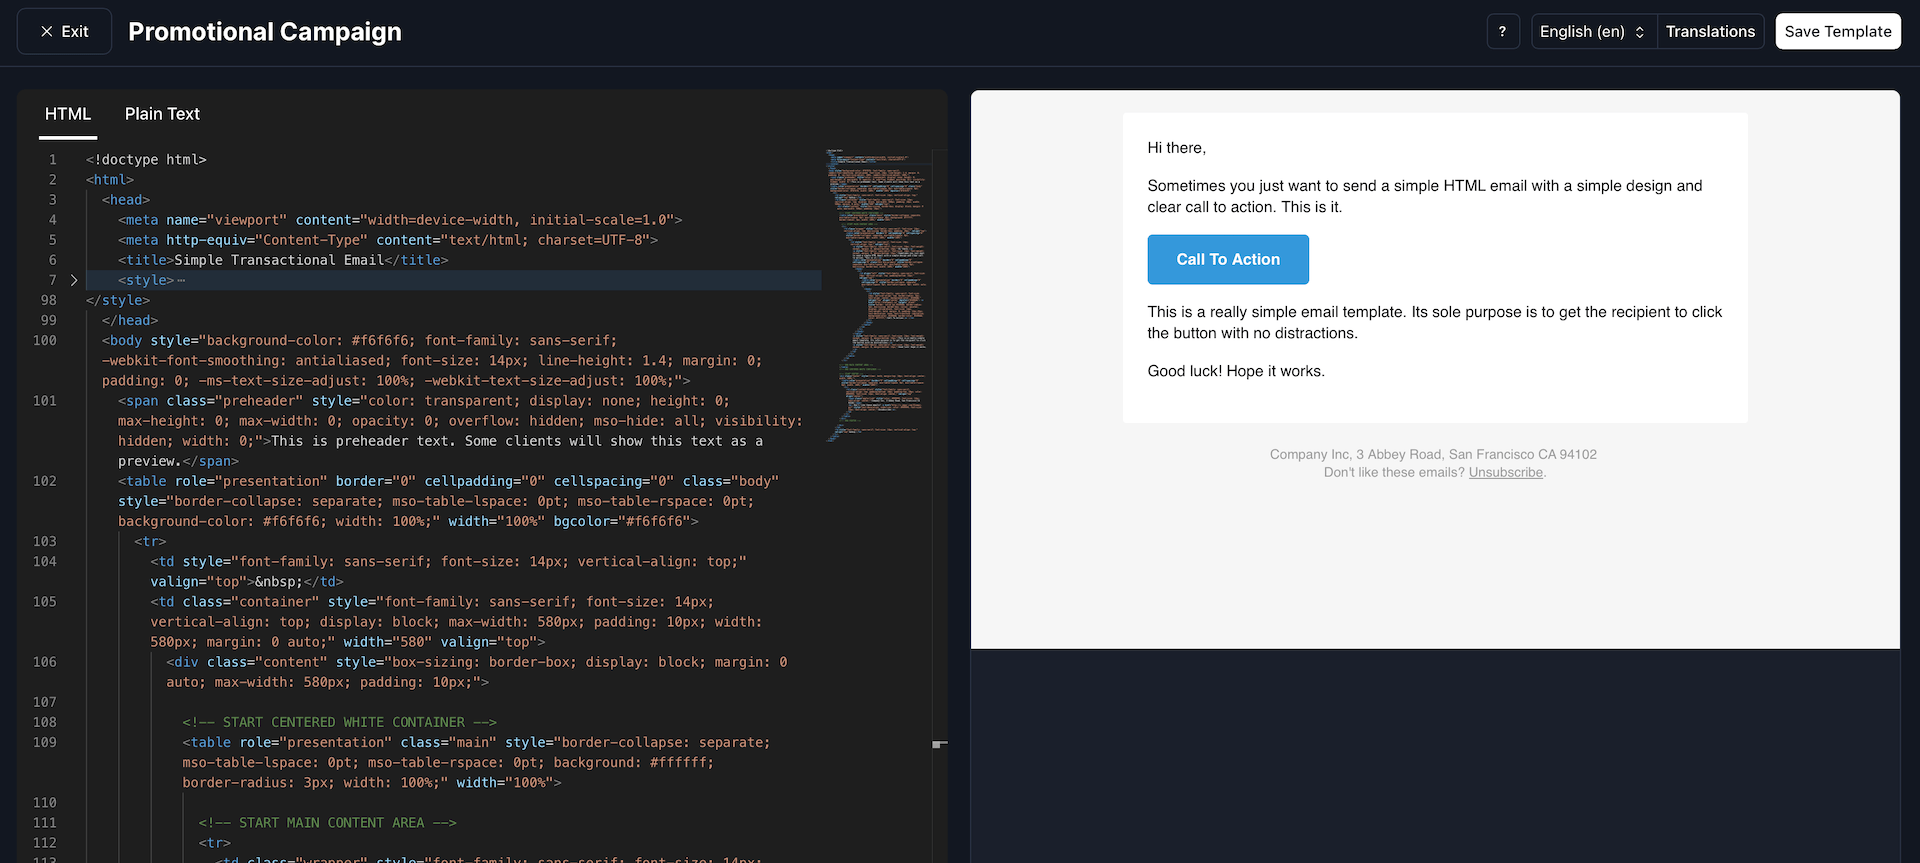 Exit
Promotional Campaign
?
English (en)
Translations
Save Template
HTML
Plain Text
1 <!doctype html>
2 <html>
3 <head>
4 <meta name="viewport" content="width=device-width, initial-scale=1.0">
5 <meta http-equiv="Content-Type" content="text/html; charset=UTF-8">
6 <title>Simple Transactional Email</title>
7 <style>⋯
98 </style>
99 </head>
100 <body style="background-color: #f6f6f6; font-family: sans-serif;
-webkit-font-smoothing: antialiased; font-size: 14px; line-height: 1.4; margin: 0;
padding: 0; -ms-text-size-adjust: 100%; -webkit-text-size-adjust: 100%;">
101 <span class="preheader" style="color: transparent; display: none; height: 0;
max-height: 0; max-width: 0; opacity: 0; overflow: hidden; mso-hide: all; visibility:
hidden; width: 0;">This is preheader text. Some clients will show this text as a
preview.</span>
102 <table role="presentation" border="0" cellpadding="0" cellspacing="0" class="body"
style="border-collapse: separate; mso-table-lspace: 0pt; mso-table-rspace: 0pt;
background-color: #f6f6f6; width: 100%;" width="100%" bgcolor="#f6f6f6">
103 <tr>
104 <td style="font-family: sans-serif; font-size: 14px; vertical-align: top;"
valign="top">&nbsp;</td>
105 <td class="container" style="font-family: sans-serif; font-size: 14px;
vertical-align: top; display: block; max-width: 580px; padding: 10px; width:
580px; margin: 0 auto;" width="580" valign="top">
106 <div class="content" style="box-sizing: border-box; display: block; margin: 0
auto; max-width: 580px; padding: 10px;">
107
108 <!-- START CENTERED WHITE CONTAINER -->
109 <table role="presentation" class="main" style="border-collapse: separate;
mso-table-lspace: 0pt; mso-table-rspace: 0pt; background: #ffffff;
border-radius: 3px; width: 100%;" width="100%">
110
111 <!-- START MAIN CONTENT AREA -->
112 <tr>
113 <td class="wrapper" style="font-family: sans-serif; font-size: 14px;
Hi there,
Sometimes you just want to send a simple HTML email with a simple design and
clear call to action. This is it.
Call To Action
This is a really simple email template. Its sole purpose is to get the recipient to click
the button with no distractions.
Good luck! Hope it works.
Company Inc, 3 Abbey Road, San Francisco CA 94102
Don't like these emails? Unsubscribe.